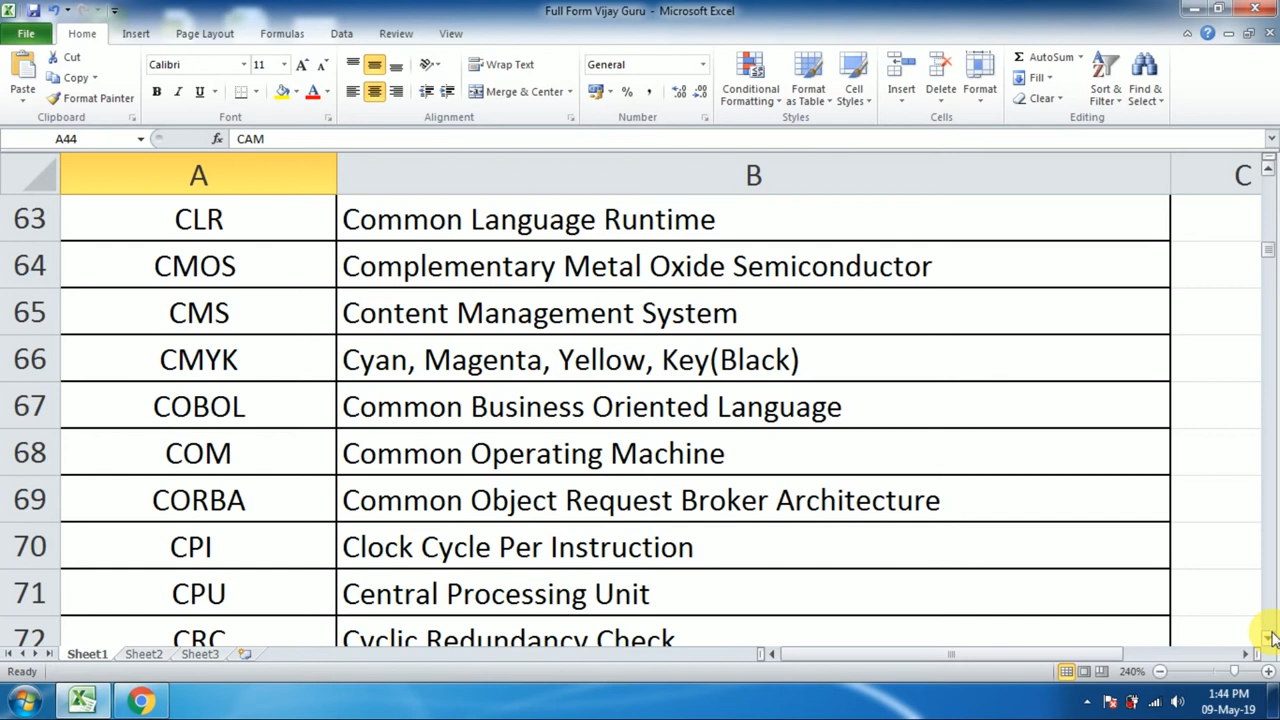 Full Form Vijay Guru - Microsoft Excel
File Home Insert Page Layout Formulas Data Review View
Paste
Cut
Copy
Format Painter
Clipboard
Calibri 11
B I U
Font
Wrap Text
Merge & Center
Alignment
General
%
Number
Conditional Formatting
Format as Table
Cell Styles
Styles
Insert
Delete
Format
Cells
Σ AutoSum
Fill
Clear
Sort & Filter
Find & Select
Editing
A44 fx CAM
A B C
63 CLR Common Language Runtime
64 CMOS Complementary Metal Oxide Semiconductor
65 CMS Content Management System
66 CMYK Cyan, Magenta, Yellow, Key(Black)
67 COBOL Common Business Oriented Language
68 COM Common Operating Machine
69 CORBA Common Object Request Broker Architecture
70 CPI Clock Cycle Per Instruction
71 CPU Central Processing Unit
72 CRC Cyclic Redundancy Check
Sheet1 Sheet2 Sheet3
Ready 240%
1:44 PM
09-May-19